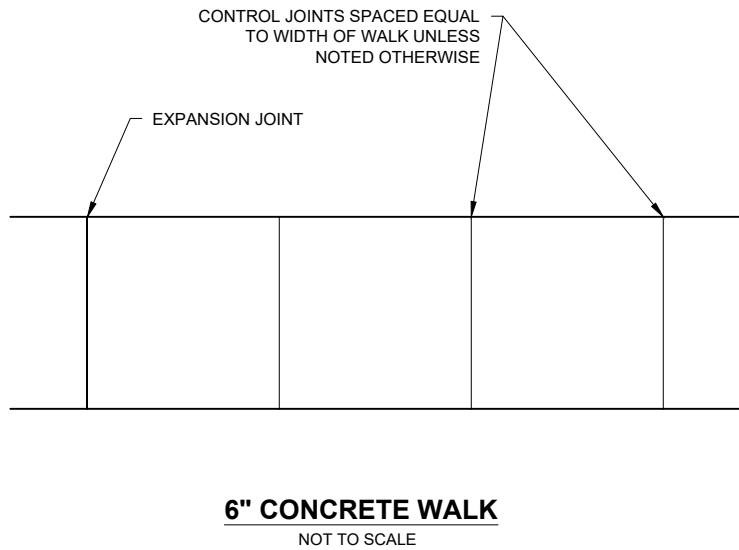 CONTROL JOINTS SPACED EQUAL
TO WIDTH OF WALK UNLESS
NOTED OTHERWISE
EXPANSION JOINT
6" CONCRETE WALK
NOT TO SCALE